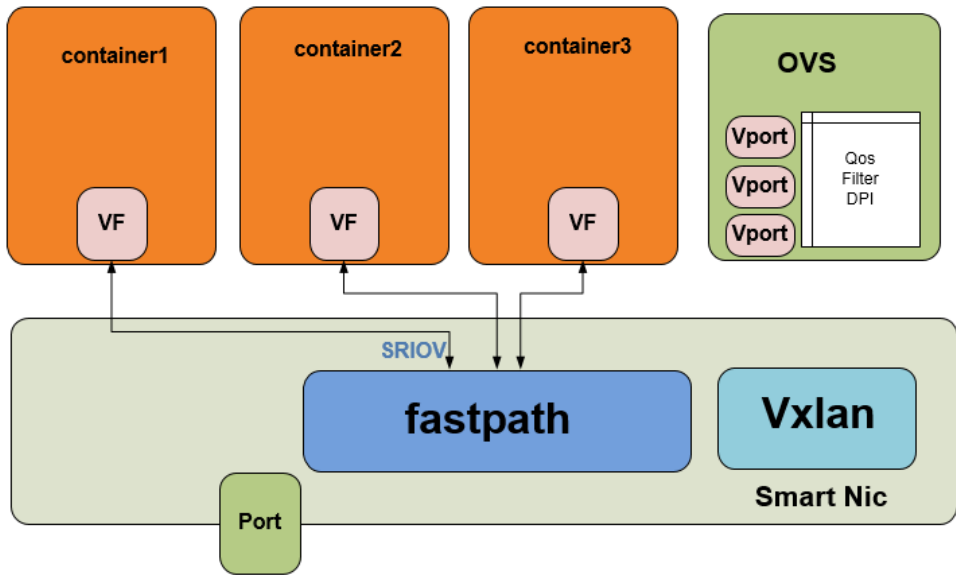 container1
container2
container3
OVS
VF
VF
VF
Vport
Vport
Vport
Qos
Filter
DPI
SRIOV
fastpath
Vxlan
Smart Nic
Port